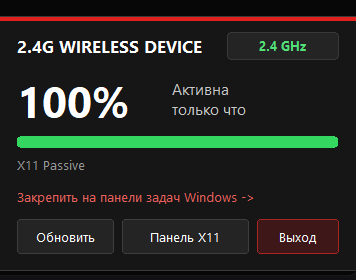 2.4G WIRELESS DEVICE
2.4 GHz
100%
Активна
только что
X11 Passive
Закрепить на панели задач Windows ->
Обновить
Панель X11
Выход